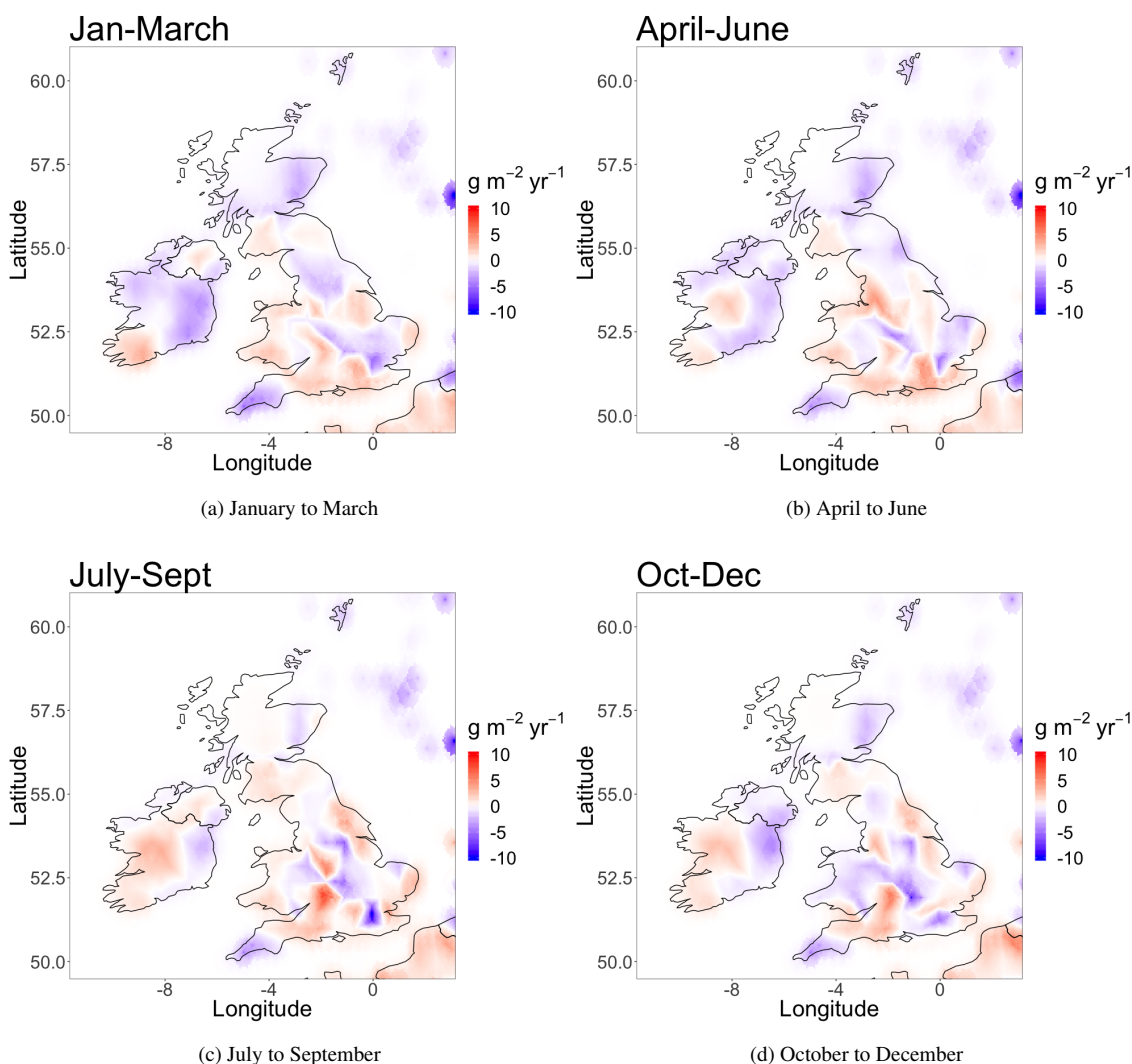 Jan-March
60.0
57.5
55.0
52.5
50.0
Latitude
-8 -4 0
Longitude
g m⁻² yr⁻¹
10
5
0
-5
-10
(a) January to March
April-June
60.0
57.5
55.0
52.5
50.0
Latitude
-8 -4 0
Longitude
g m⁻² yr⁻¹
10
5
0
-5
-10
(b) April to June
July-Sept
60.0
57.5
55.0
52.5
50.0
Latitude
-8 -4 0
Longitude
g m⁻² yr⁻¹
10
5
0
-5
-10
(c) July to September
Oct-Dec
60.0
57.5
55.0
52.5
50.0
Latitude
-8 -4 0
Longitude
g m⁻² yr⁻¹
10
5
0
-5
-10
(d) October to December